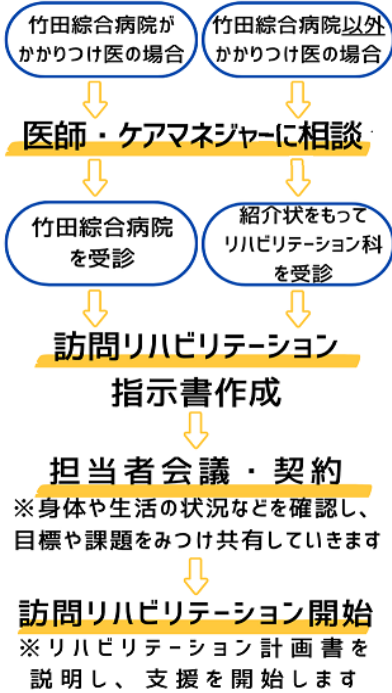 竹田綜合病院が
かかりつけ医の場合
竹田綜合病院以外
かかりつけ医の場合
医師・ケアマネジャーに相談
竹田綜合病院
を受診
紹介状をもって
リハビリテーション科
を受診
訪問リハビリテーション
指示書作成
担当者会議・契約
※身体や生活の状況などを確認し、
目標や課題をみつけ共有していきます
訪問リハビリテーション開始
※リハビリテーション計画書を
説明し、支援を開始します